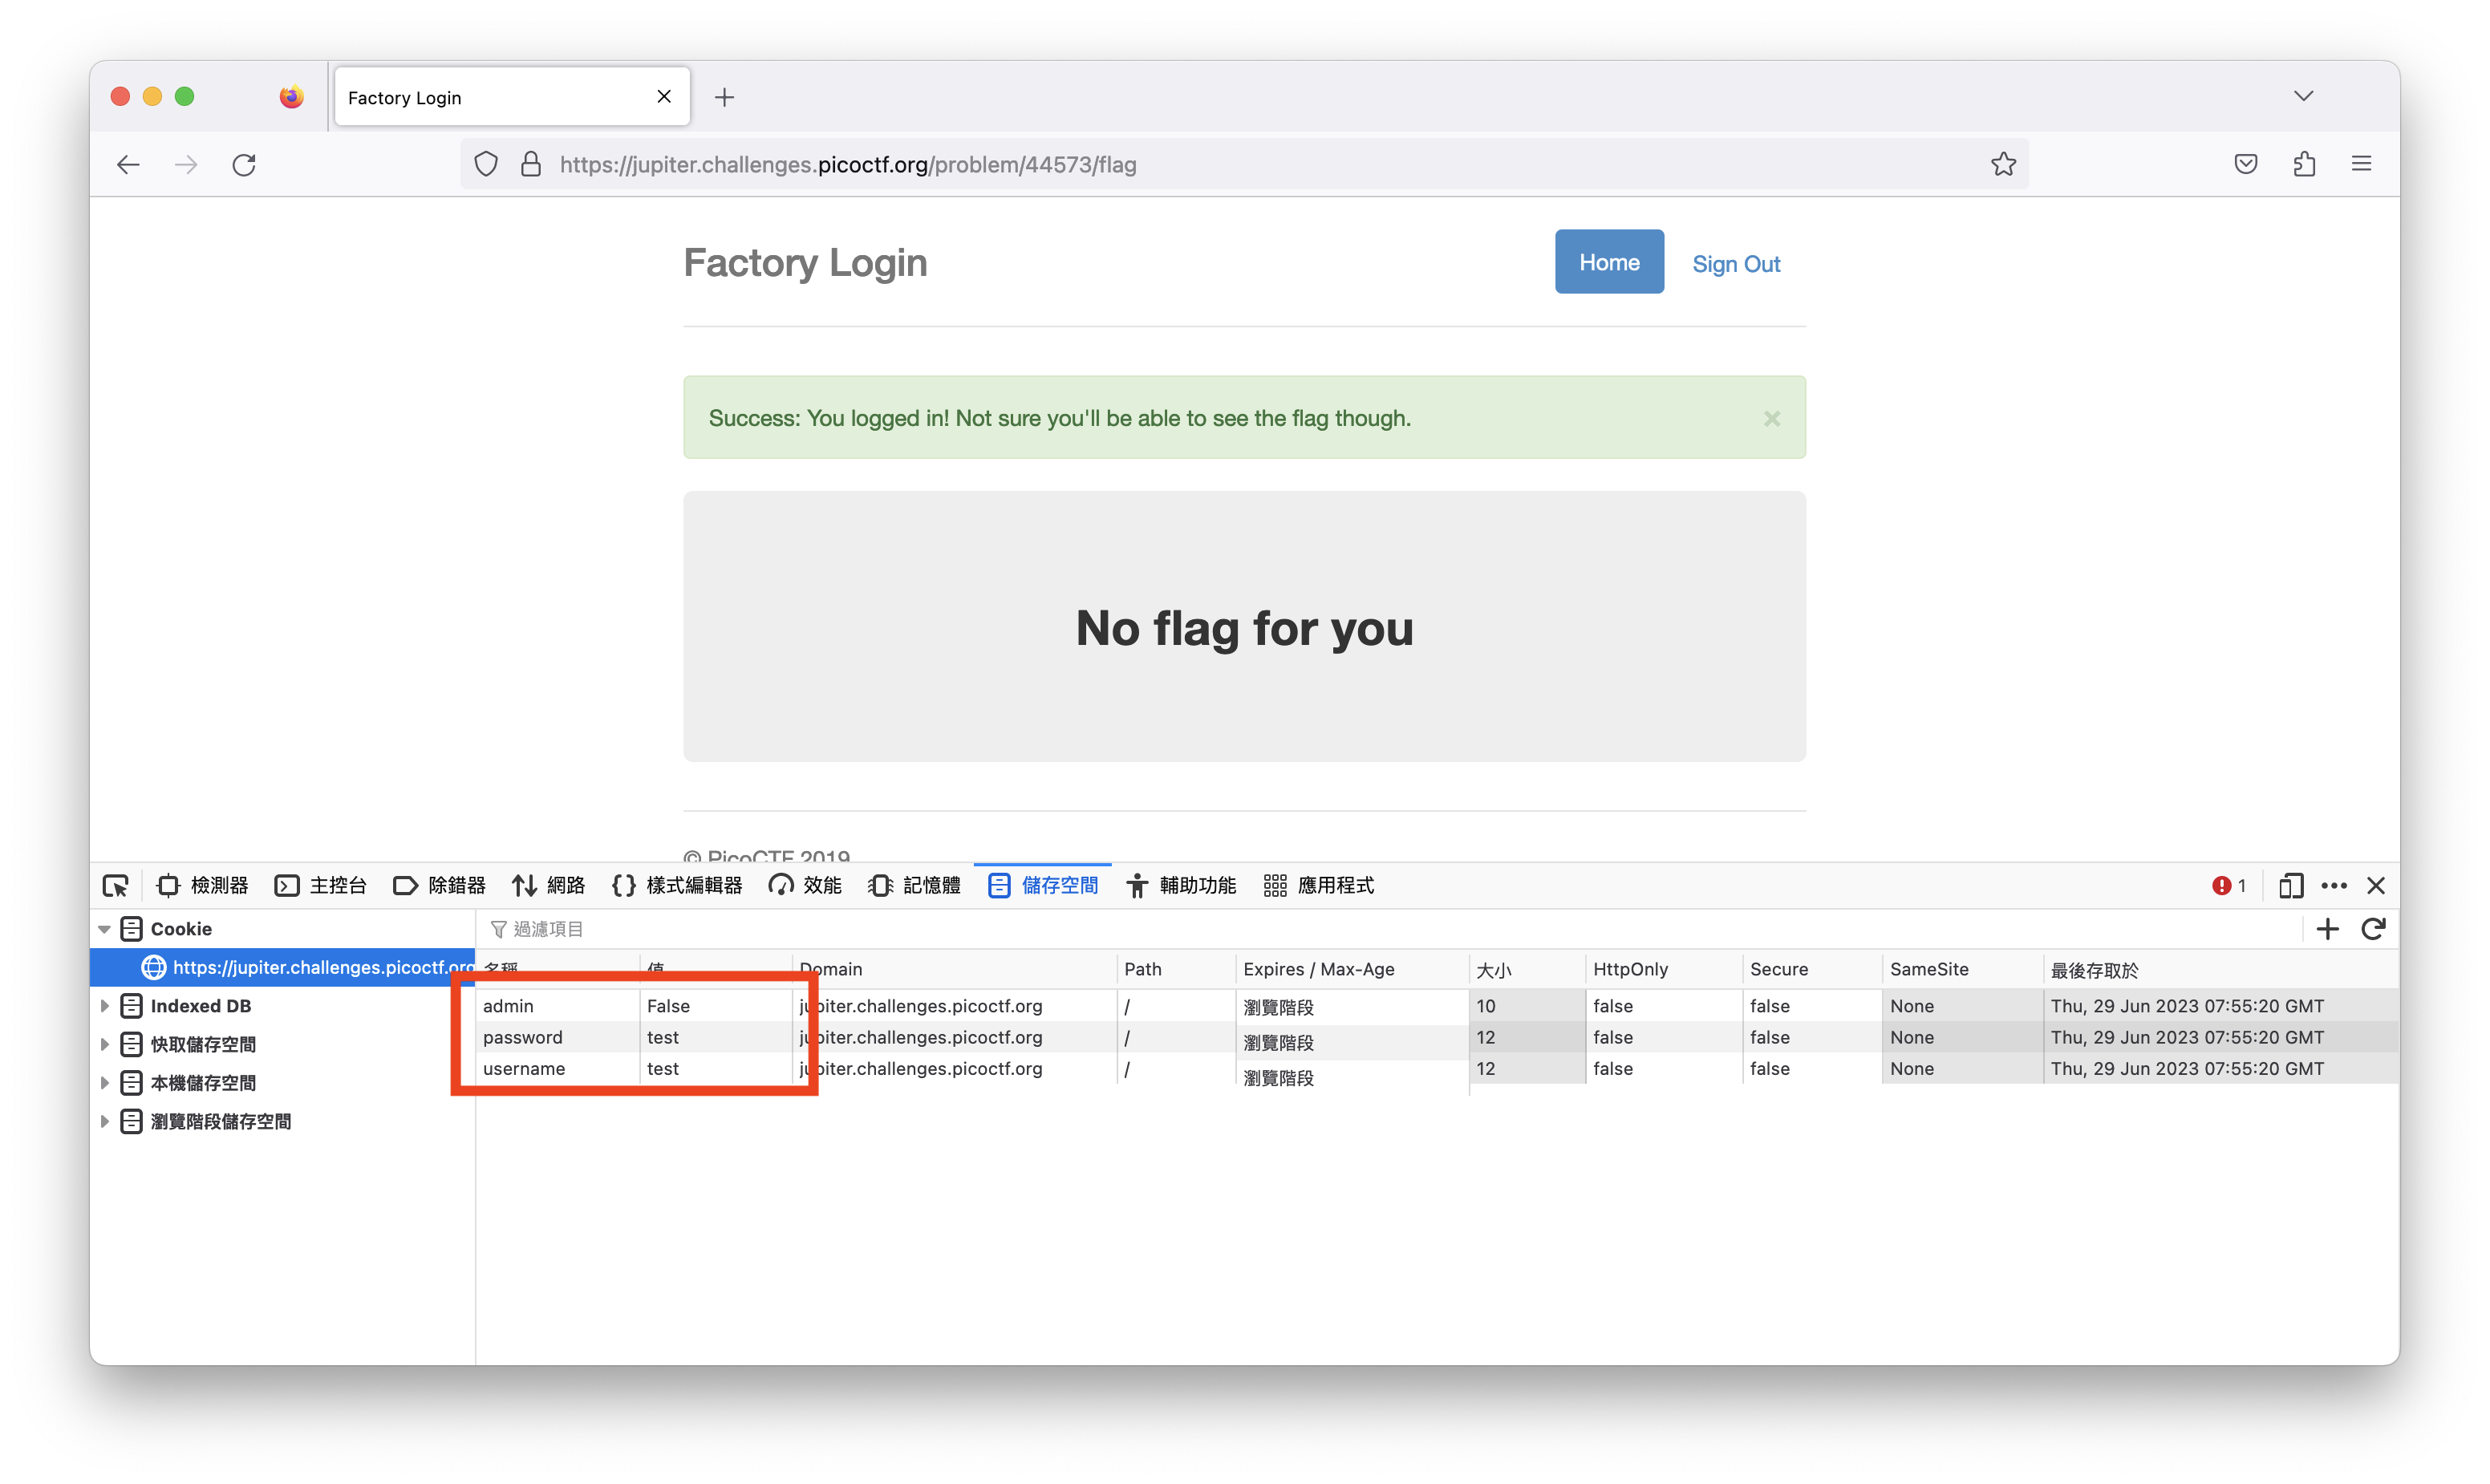 Factory Login
https://jupiter.challenges.picoctf.org/problem/44573/flag
Factory Login
Home
Sign Out
Success: You logged in! Not sure you'll be able to see the flag though.
×
No flag for you
© PicoCTF 2019
檢測器 主控台 除錯器 網路 樣式編輯器 效能 記憶體 儲存空間 輔助功能 應用程式 1
Cookie
過濾項目
https://jupiter.challenges.picoctf.org
名稱 值 Domain Path Expires / Max-Age 大小 HttpOnly Secure SameSite 最後存取於
Indexed DB
快取儲存空間
本機儲存空間
瀏覽階段儲存空間
admin False jupiter.challenges.picoctf.org / 瀏覽階段 10 false false None Thu, 29 Jun 2023 07:55:20 GMT
password test jupiter.challenges.picoctf.org / 瀏覽階段 12 false false None Thu, 29 Jun 2023 07:55:20 GMT
username test jupiter.challenges.picoctf.org / 瀏覽階段 12 false false None Thu, 29 Jun 2023 07:55:20 GMT